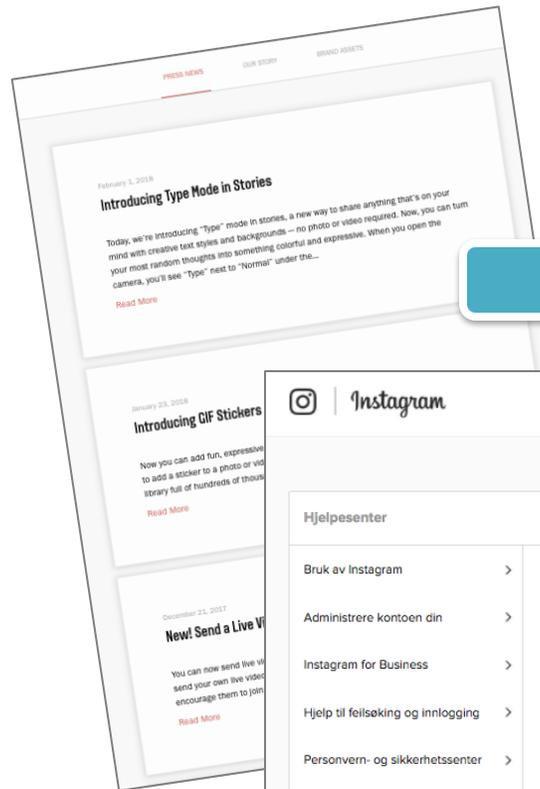 PRESS NEWS
OUR STORY
BRAND ASSETS
February 1, 2018
Introducing Type Mode in Stories
Today, we're introducing “Type” mode in stories, a new way to share anything that's on your
mind with creative text styles and backgrounds — no photo or video required. Now, you can turn
your most random thoughts into something colorful and expressive. When you open the
camera, you'll see “Type” next to “Normal” under the...
Read More
January 23, 2018
Introducing GIF Stickers
Now you can add fun, expressive
to add a sticker to a photo or vid
library full of hundreds of thous
Read More
December 21, 2017
New! Send a Live Vi
You can now send live vi
send your own live video
encourage them to join
Read More
Instagram
Hjelpesenter
Bruk av Instagram
Administrere kontoen din
Instagram for Business
Hjelp til feilsøking og innlogging
Personvern- og sikkerhetssenter